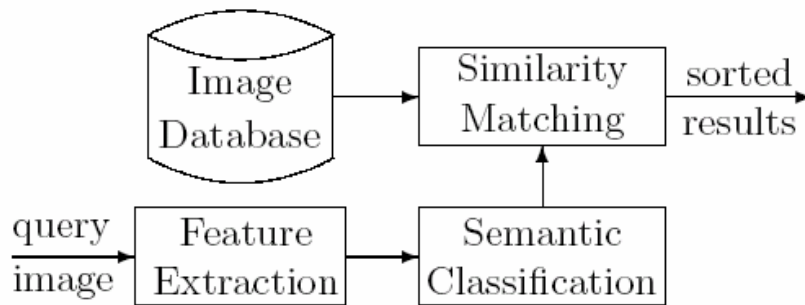 Image
Database
Similarity
Matching
sorted
results
query
image
Feature
Extraction
Semantic
Classification